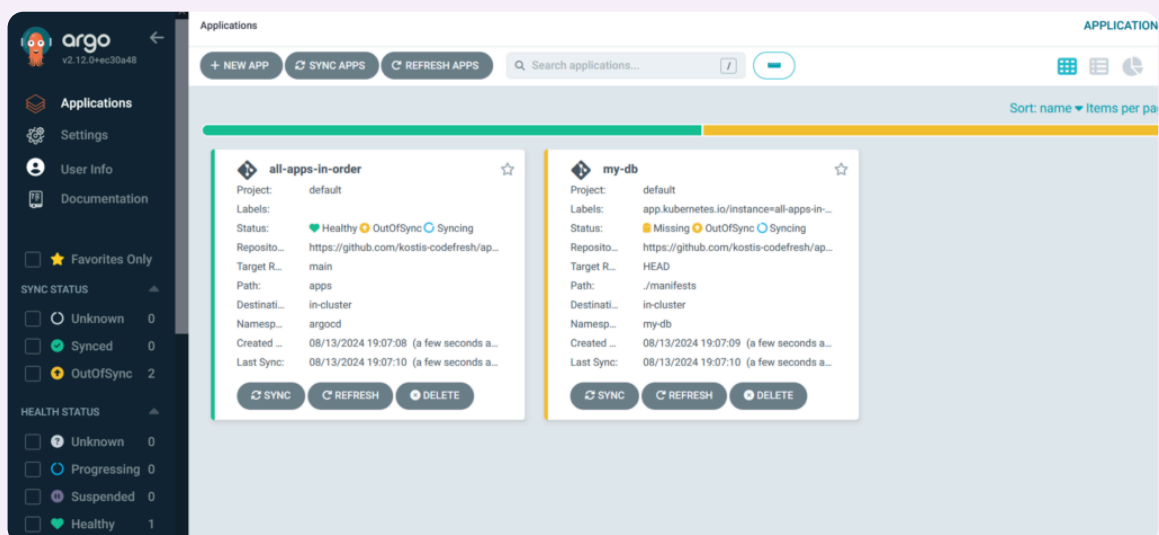 argo
v2.12.0+ec30a48
Applications
Settings
User Info
Documentation
Favorites Only
SYNC STATUS
Unknown 0
Synced 0
OutOfSync 2
HEALTH STATUS
Unknown 0
Progressing 0
Suspended 0
Healthy 1
Applications
APPLICATION
+ NEW APP SYNC APPS REFRESH APPS Search applications... /
Sort: name Items per pa
all-apps-in-order
Project: default
Labels:
Status: Healthy OutOfSync Syncing
Reposito... https://github.com/kostis-codefresh/ap...
Target R... main
Path: apps
Destinati... in-cluster
Namesp... argocd
Created ... 08/13/2024 19:07:08 (a few seconds a...
Last Sync: 08/13/2024 19:07:10 (a few seconds a...
SYNC REFRESH DELETE
my-db
Project: default
Labels: app.kubernetes.io/instance=all-apps-in-...
Status: Missing OutOfSync Syncing
Reposito... https://github.com/kostis-codefresh/ap...
Target R... HEAD
Path: ./manifests
Destinati... in-cluster
Namesp... my-db
Created ... 08/13/2024 19:07:09 (a few seconds a...
Last Sync: 08/13/2024 19:07:10 (a few seconds a...
SYNC REFRESH DELETE